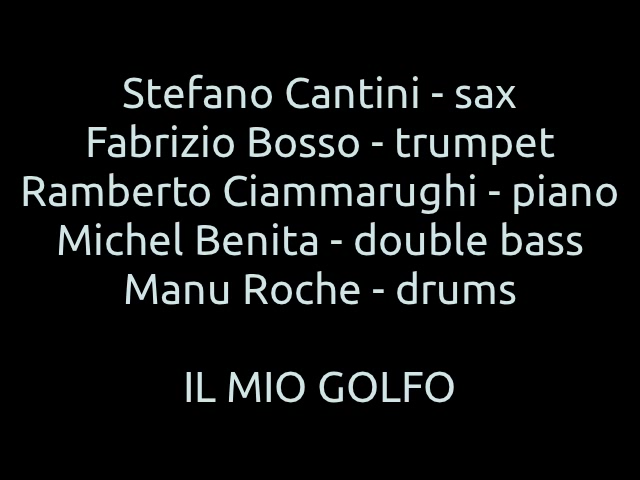 Stefano Cantini - sax
Fabrizio Bosso - trumpet
Ramberto Ciammarughi - piano
Michel Benita - double bass
Manu Roche - drums
IL MIO GOLFO